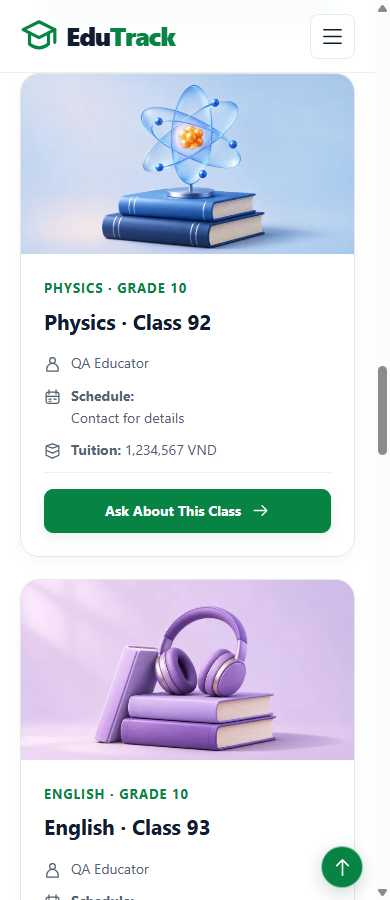 EduTrack
PHYSICS · GRADE 10
Physics · Class 92
QA Educator
Schedule:
Contact for details
Tuition: 1,234,567 VND
Ask About This Class
ENGLISH · GRADE 10
English · Class 93
QA Educator
Schedule: